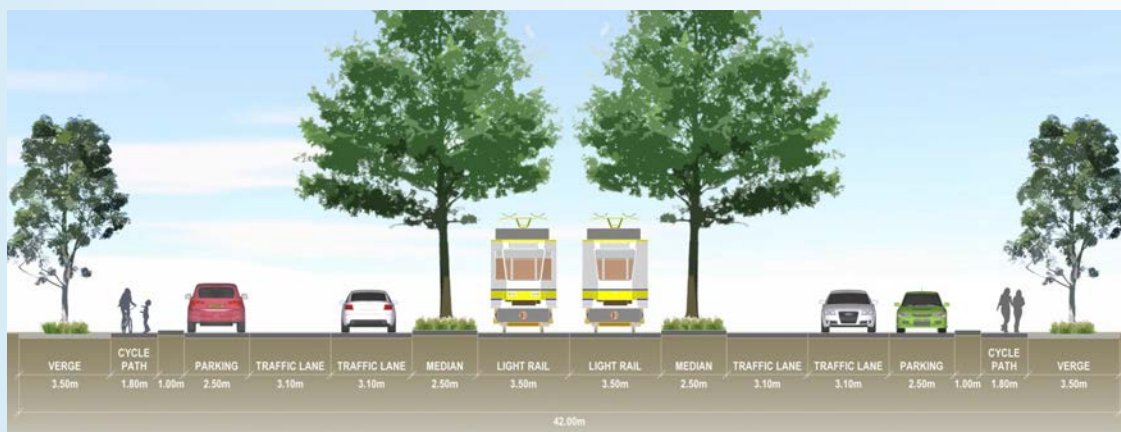 VERGE
3.50m
CYCLE
PATH
1.80m
1.00m
PARKING
2.50m
TRAFFIC LANE
3.10m
TRAFFIC LANE
3.10m
MEDIAN
2.50m
LIGHT RAIL
3.50m
LIGHT RAIL
3.50m
MEDIAN
2.50m
TRAFFIC LANE
3.10m
TRAFFIC LANE
3.10m
PARKING
2.50m
1.00m
CYCLE
PATH
1.80m
VERGE
3.50m
42.00m